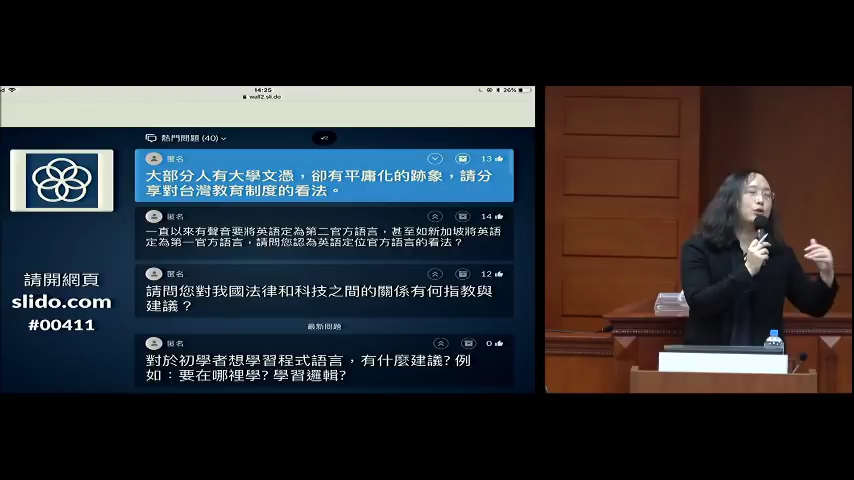 14:25
26%
wall2.sli.do
熱門問題 (40)
匿名
13
大部分人有大學文憑，卻有平庸化的跡象，請分
享對台灣教育制度的看法。
匿名
14
一直以來有聲音要將英語定為第二官方語言，甚至如新加坡將英語
定為第一官方語言，請問您認為英語定位官方語言的看法？
請開網頁
slido.com
#00411
匿名
12
請問您對我國法律和科技之間的關係有何指教與
建議？
最新問題
匿名
0
對於初學者想學習程式語言，有什麼建議? 例
如：要在哪裡學? 學習邏輯?